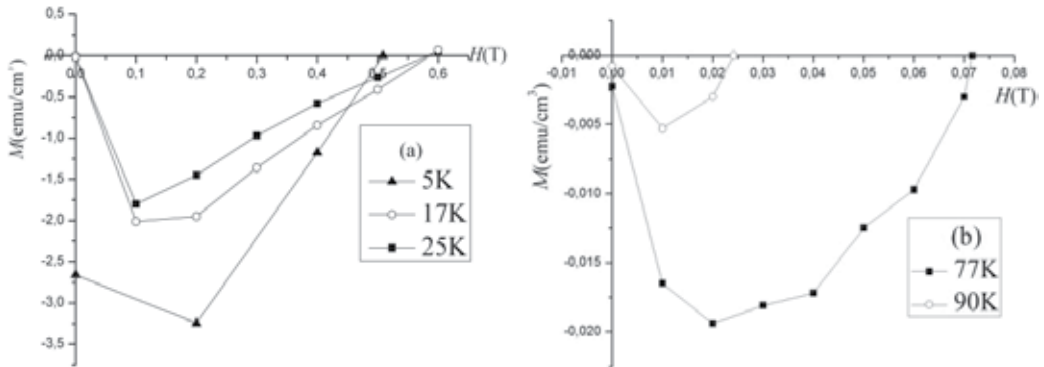 0,5
0,0
-0,5
-1,0
-1,5
-2,0
-2,5
-3,0
-3,5
M(emu/cm³)
0,0 0,1 0,2 0,3 0,4 0,5 0,6
H(T)
(a)
5K
17K
25K
0,000
-0,005
-0,010
-0,015
-0,020
M(emu/cm³)
-0,01 0,00 0,01 0,02 0,03 0,04 0,05 0,06 0,07 0,08
H(T)
(b)
77K
90K